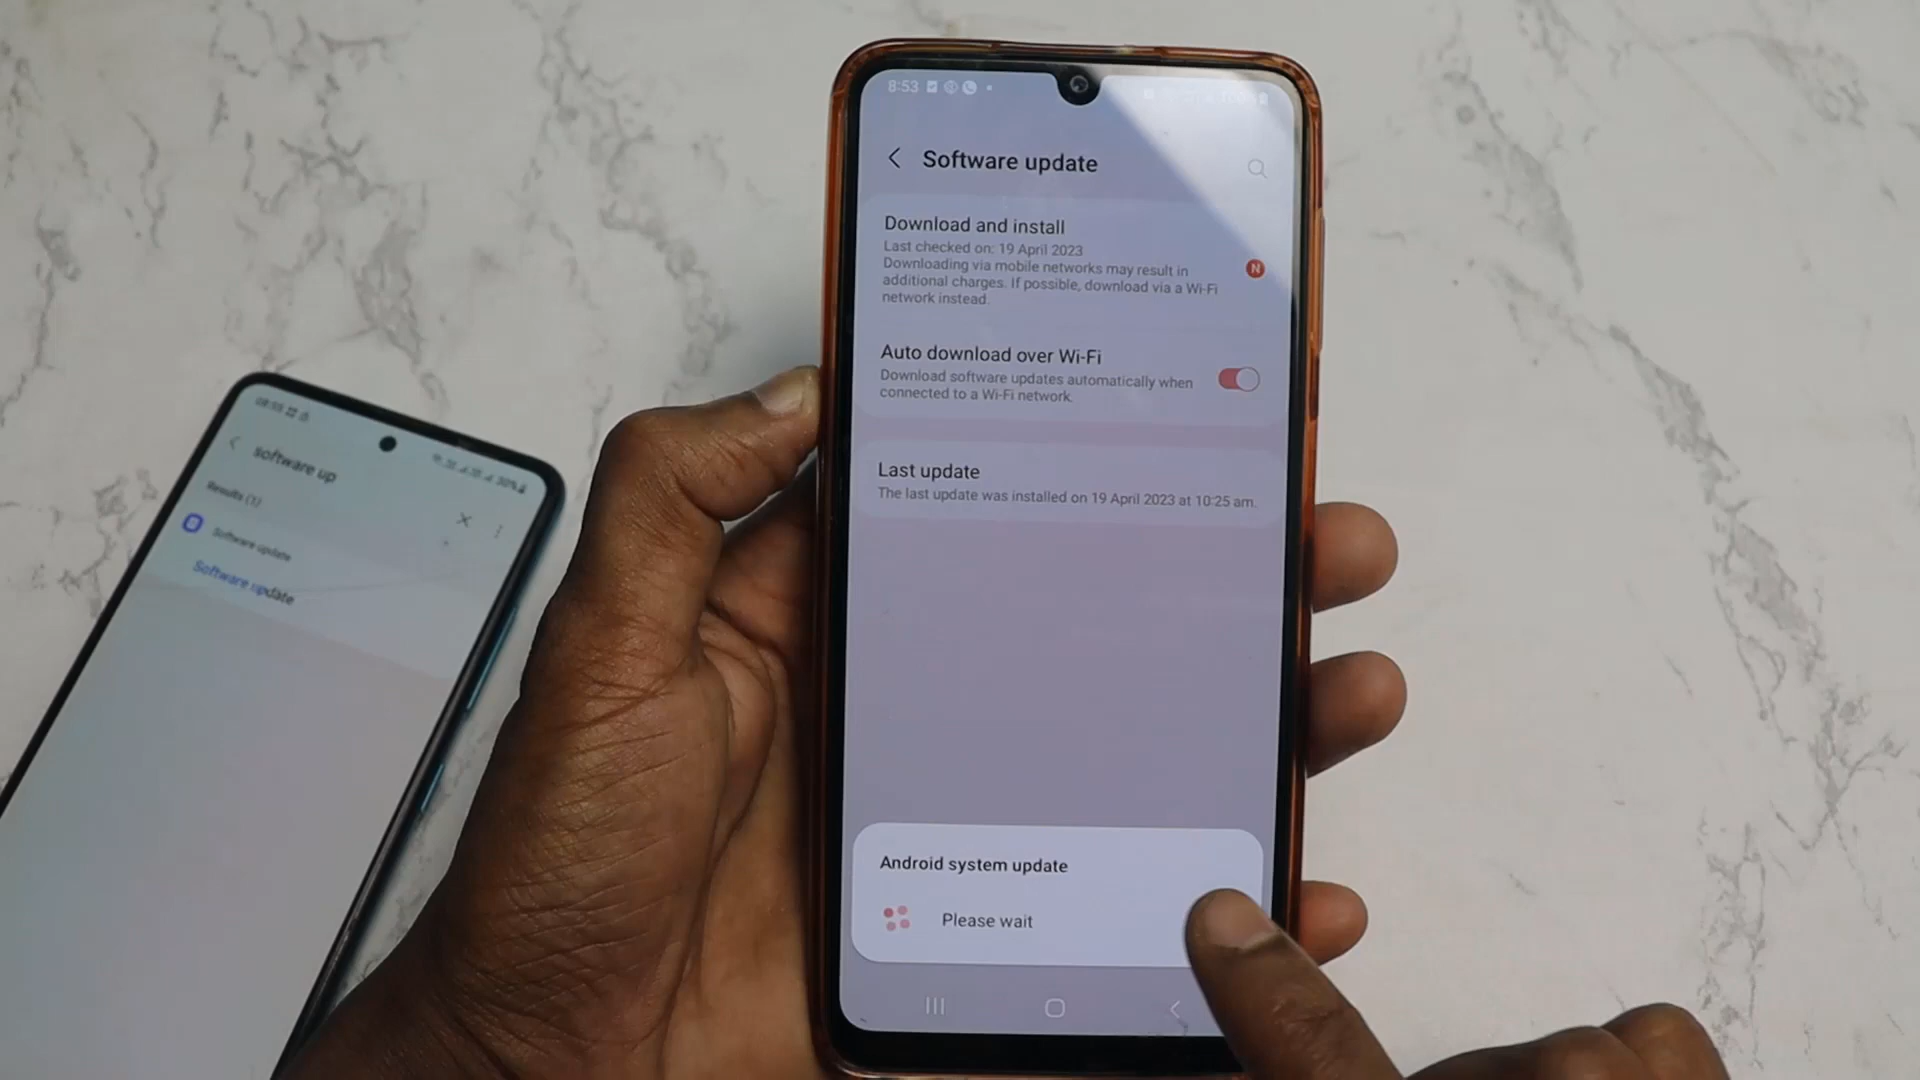 8:53
Software update
Download and install
Last checked on: 19 April 2023
Downloading via mobile networks may result in
additional charges. If possible, download via a Wi-Fi
network instead.
N
Auto download over Wi-Fi
Download software updates automatically when
connected to a Wi-Fi network.
Last update
The last update was installed on 19 April 2023 at 10:25 am.
Android system update
Please wait
software up
Results (1)
Software update
Software update